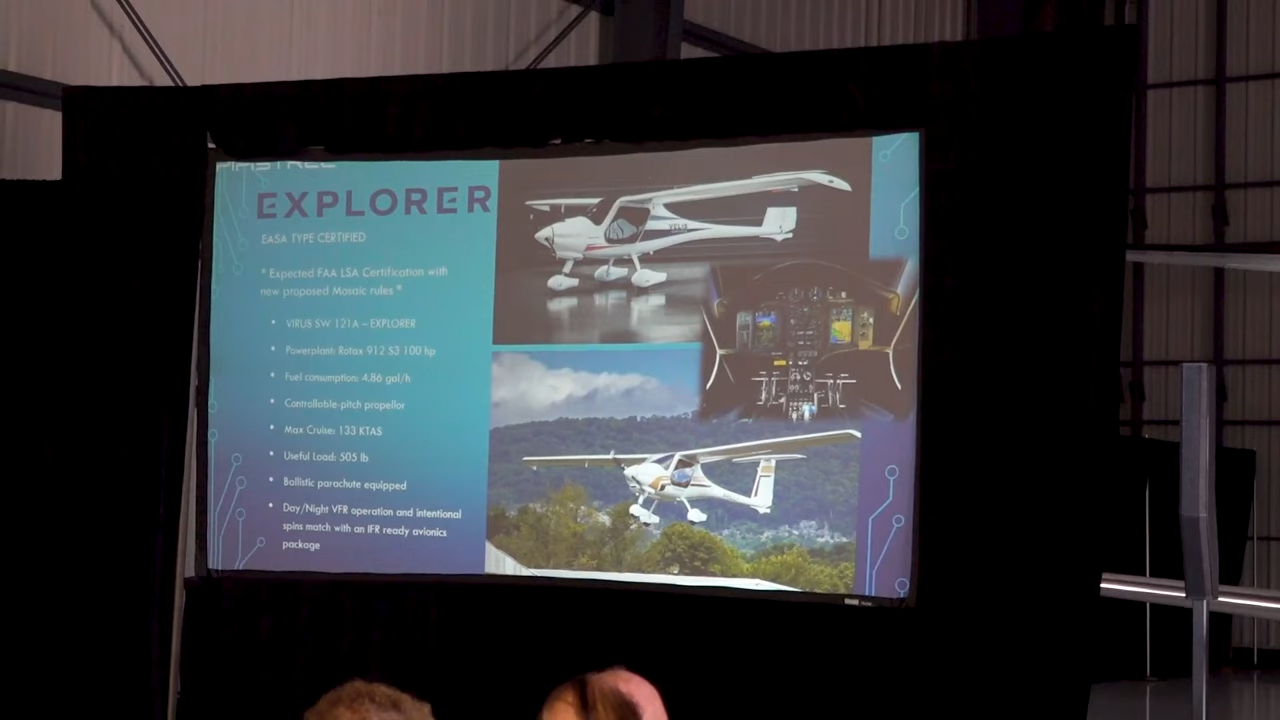 PIPISTREL
EXPLORER
EASA TYPE CERTIFIED
* Expected FAA LSA Certification with
new proposed Mosaic rules *
• VIRUS SW 121A – EXPLORER
• Powerplant: Rotax 912 S3 100 hp
• Fuel consumption: 4.86 gal/h
• Controllable-pitch propellor
• Max Cruise: 133 KTAS
• Useful Load: 505 lb
• Ballistic parachute equipped
• Day/Night VFR operation and intentional
spins match with an IFR ready avionics
package